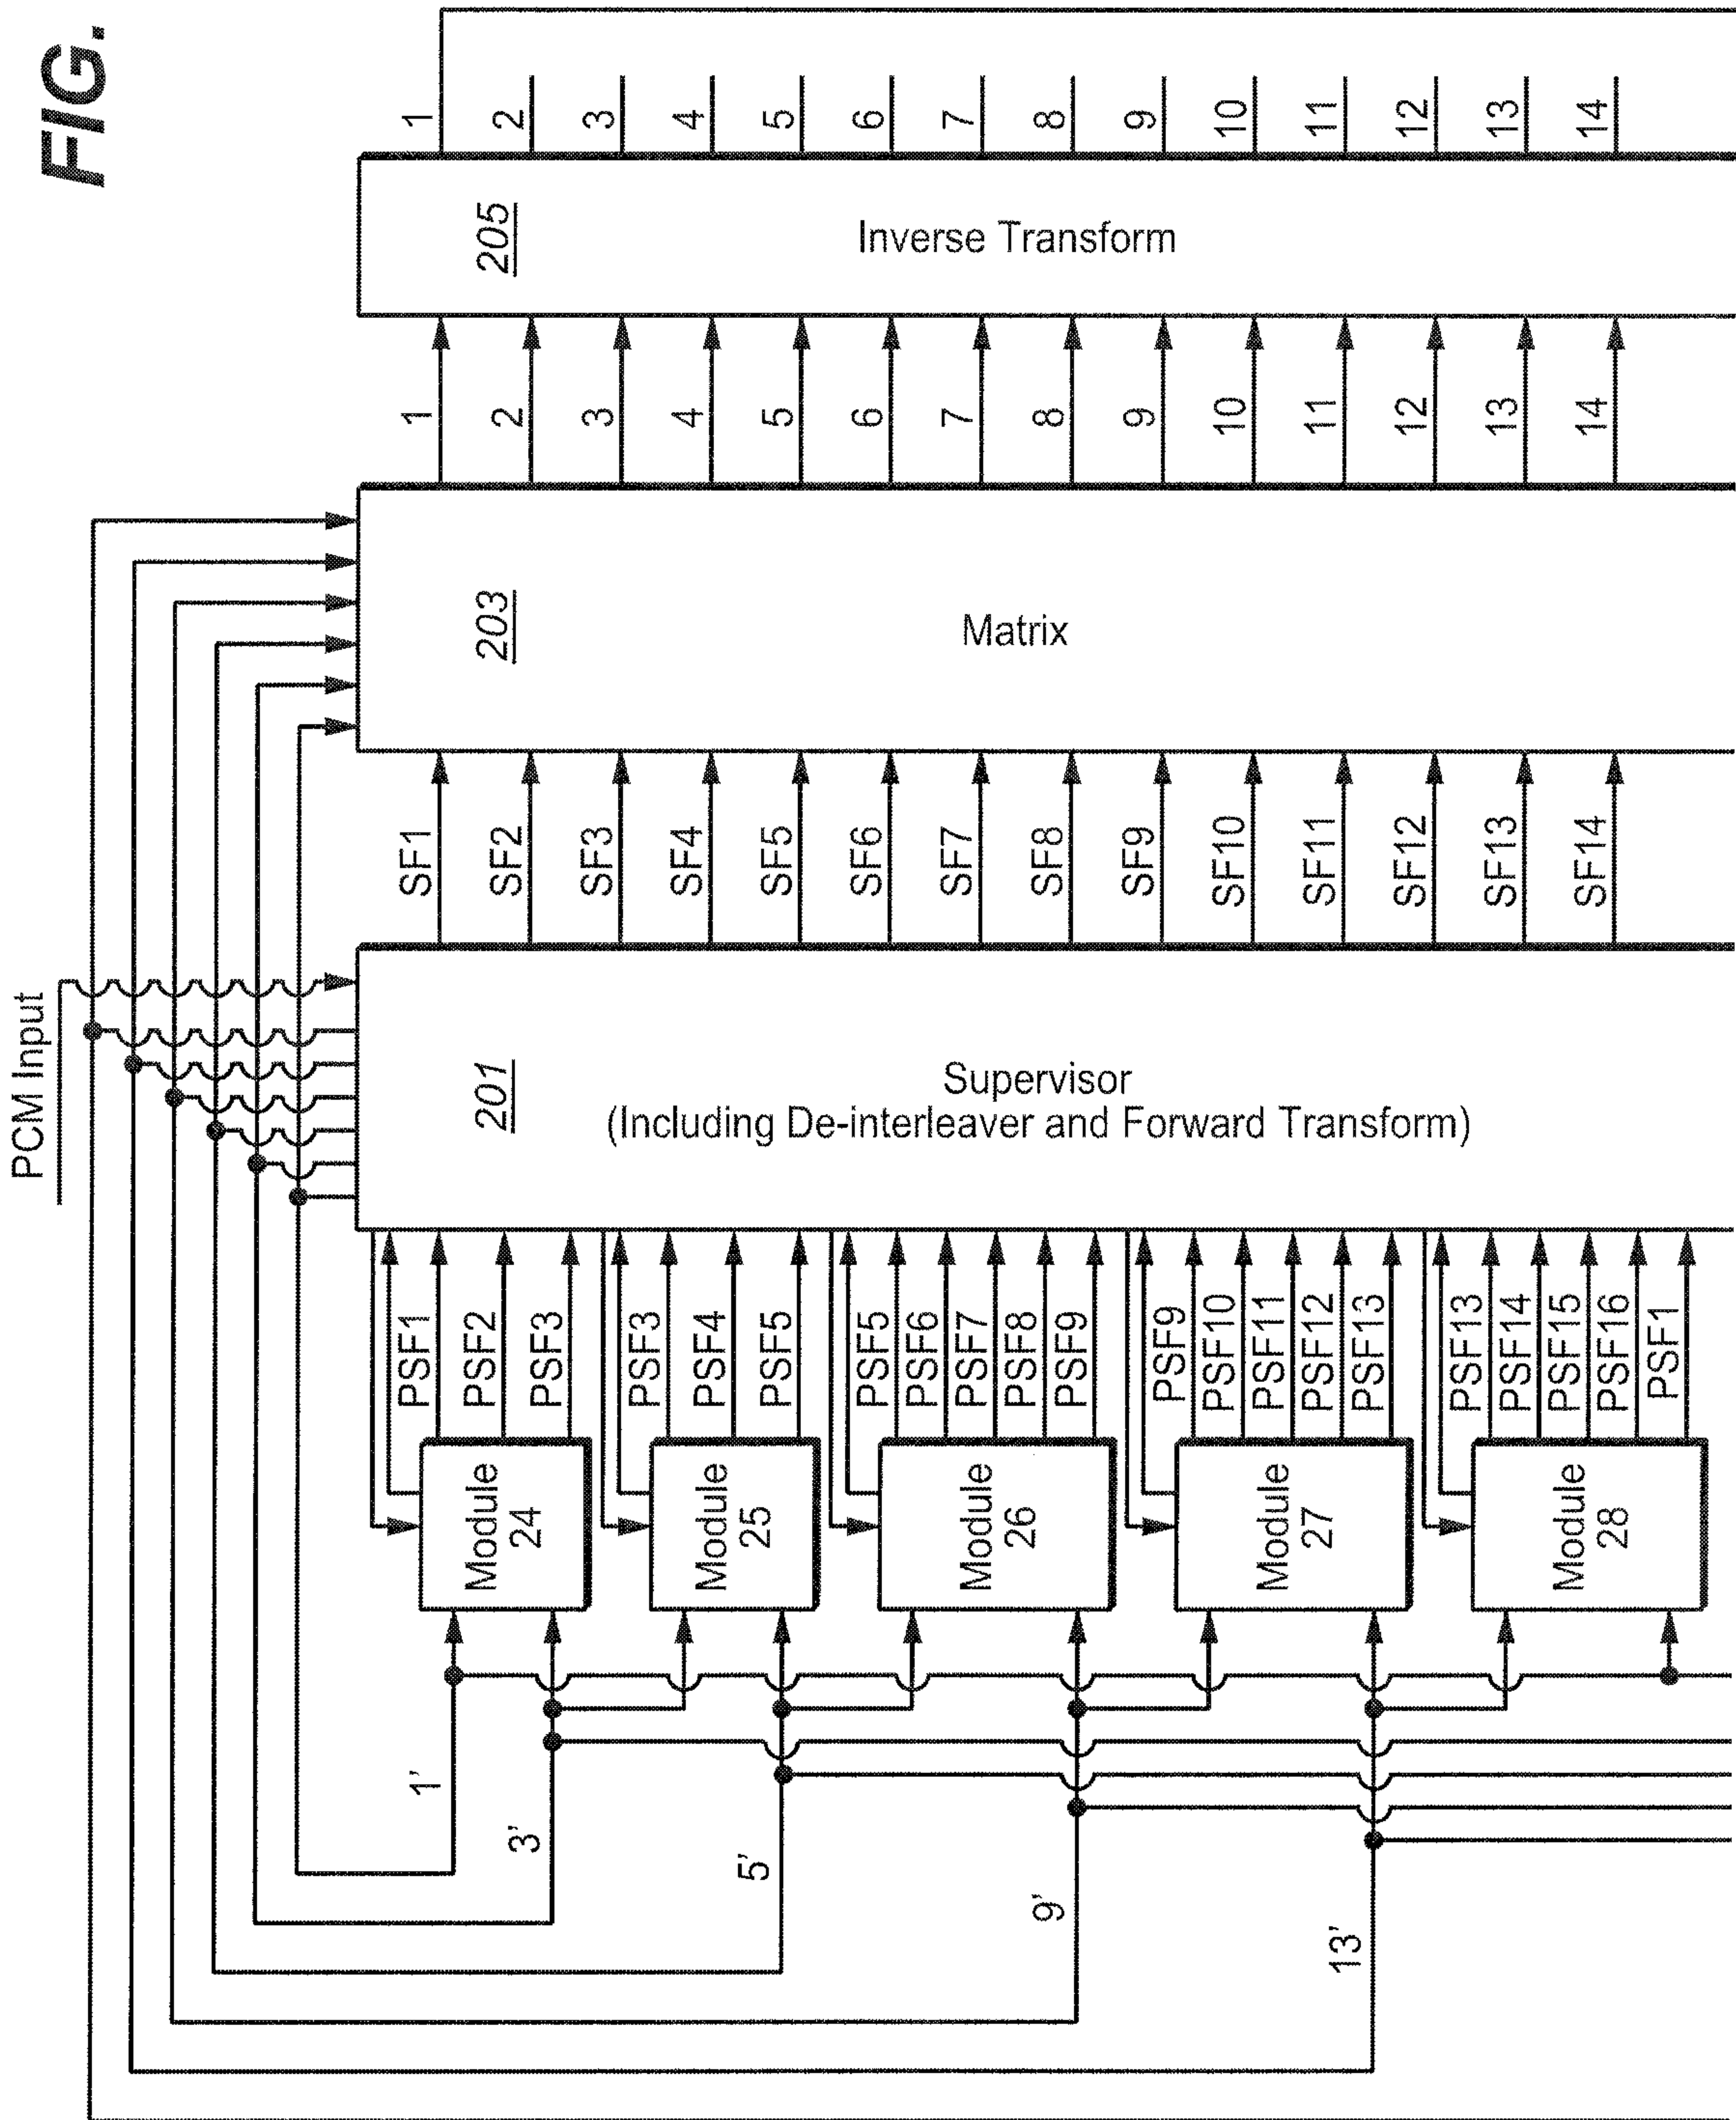 FIG.
PCM Input
1
2
3
4
5
6
7
8
9
10
11
12
13
14
205
Inverse Transform
1
2
3
4
5
6
7
8
9
10
11
12
13
14
203
Matrix
SF1
SF2
SF3
SF4
SF5
SF6
SF7
SF8
SF9
SF10
SF11
SF12
SF13
SF14
201
Supervisor
(Including De-interleaver and Forward Transform)
PSF1
PSF2
PSF3
PSF3
PSF4
PSF5
PSF5
PSF6
PSF7
PSF8
PSF9
PSF9
PSF10
PSF11
PSF12
PSF13
PSF13
PSF14
PSF15
PSF16
PSF1
Module
24
Module
25
Module
26
Module
27
Module
28
1'
3'
5'
9'
13'